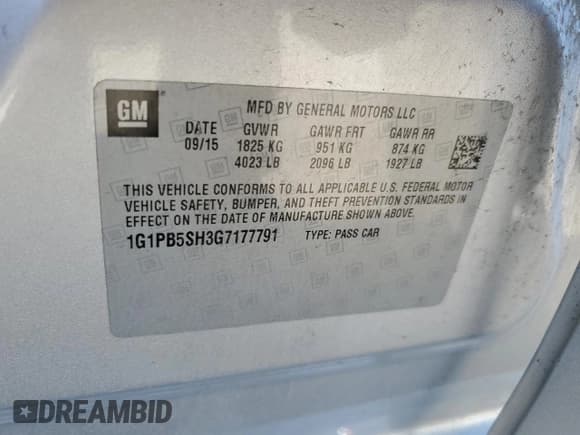 GM
MFD BY GENERAL MOTORS LLC
DATE GVWR GAWR FRT GAWR RR
09/15 1825 KG 951 KG 874 KG
4023 LB 2096 LB 1927 LB
THIS VEHICLE CONFORMS TO ALL APPLICABLE U.S. FEDERAL MOTOR
VEHICLE SAFETY, BUMPER, AND THEFT PREVENTION STANDARDS IN
EFFECT ON THE DATE OF MANUFACTURE SHOWN ABOVE.
1G1PB5SH3G7177791 TYPE: PASS CAR
DREAMBID